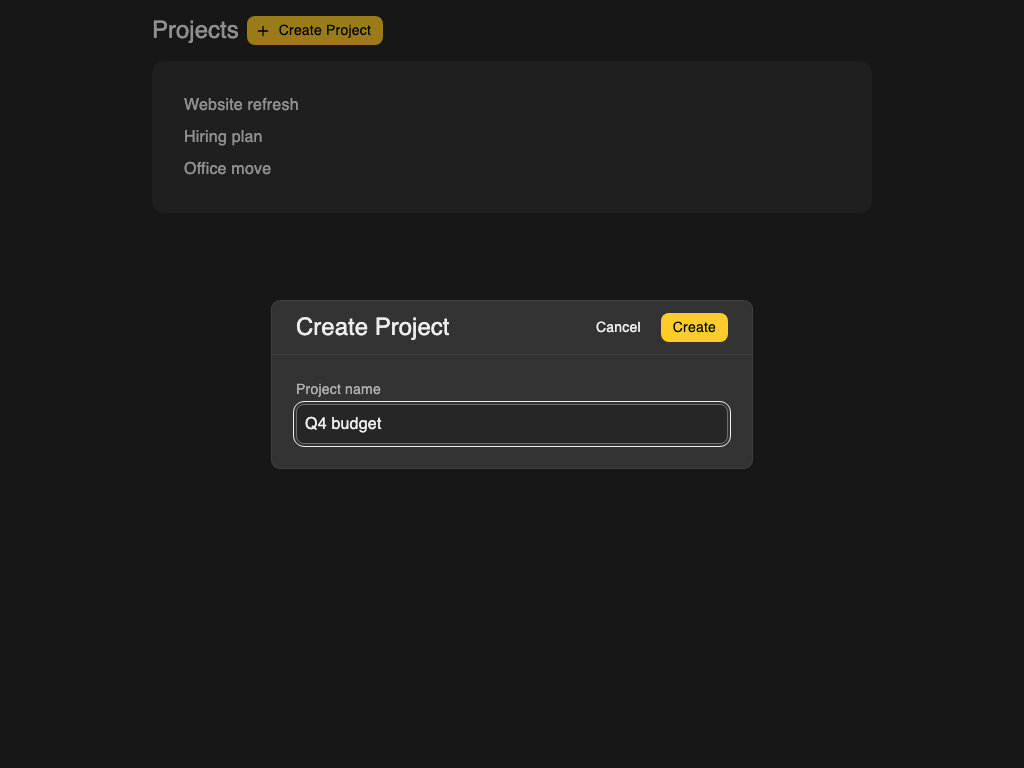 Projects
Create Project
Website refresh
Hiring plan
Office move
Create Project
Cancel
Create
Project name
Q4 budget